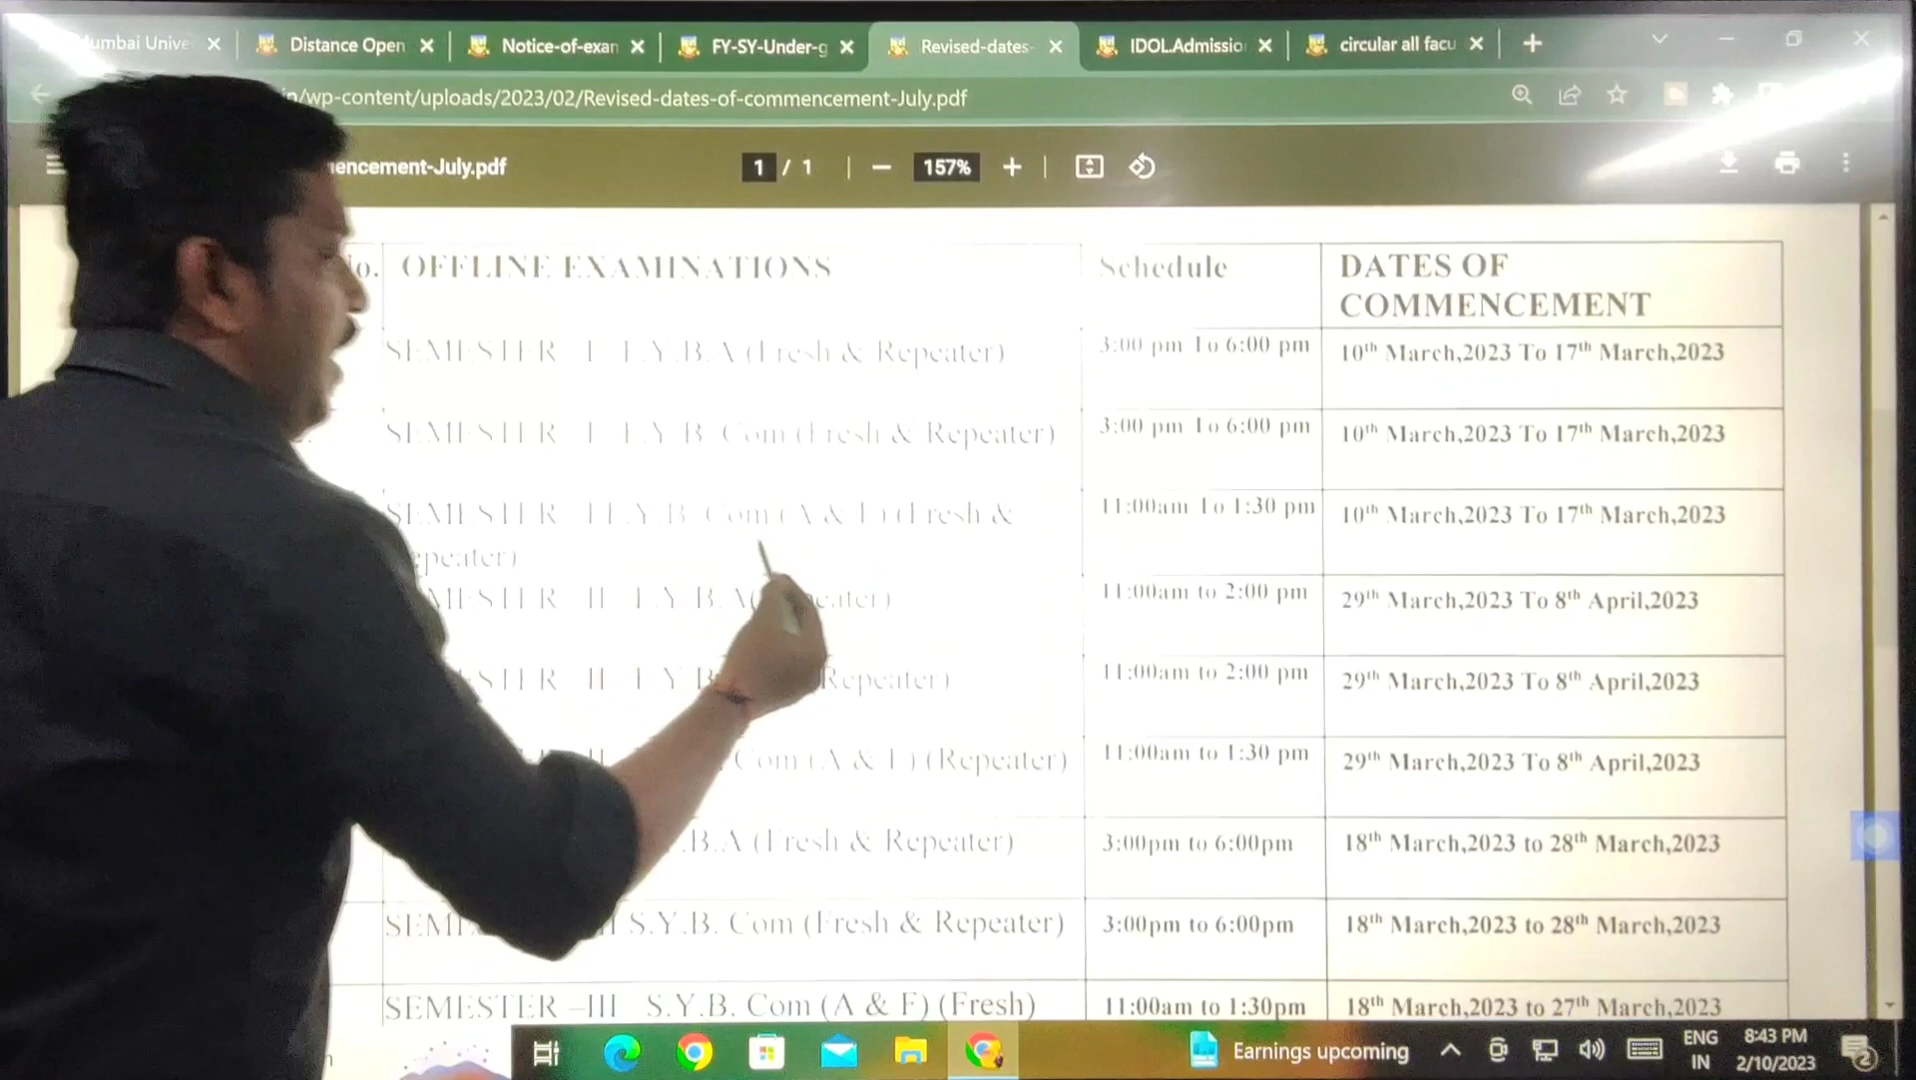 umbai Unive
Distance Open
Notice-of-exan
FY-SY-Under-g
Revised-dates-
IDOL.Admissio
circular all facu
in/wp-content/uploads/2023/02/Revised-dates-of-commencement-July.pdf
encement-July.pdf
1 / 1
157%
o. OFFLINE EXAMINATIONS Schedule DATES OF
COMMENCEMENT
SEMESTER I F.Y.B.A (Fresh & Repeater) 3:00 pm To 6:00 pm 10th March,2023 To 17th March,2023
SEMESTER I F.Y.B. Com (Fresh & Repeater) 3:00 pm To 6:00 pm 10th March,2023 To 17th March,2023
SEMESTER I F.Y.B. Com (A & F) (Fresh & 11:00am To 1:30 pm 10th March,2023 To 17th March,2023
epeater)
MESTER II F.Y.B.A( eater) 11:00am to 2:00 pm 29th March,2023 To 8th April,2023
STER II F.Y.B Repeater) 11:00am to 2:00 pm 29th March,2023 To 8th April,2023
II Com (A & F) (Repeater) 11:00am to 1:30 pm 29th March,2023 To 8th April,2023
.B.A (Fresh & Repeater) 3:00pm to 6:00pm 18th March,2023 to 28th March,2023
SEME S.Y.B. Com (Fresh & Repeater) 3:00pm to 6:00pm 18th March,2023 to 28th March,2023
SEMESTER –III S.Y.B. Com (A & F) (Fresh) 11:00am to 1:30pm 18th March,2023 to 27th March,2023
Earnings upcoming
ENG
IN
8:43 PM
2/10/2023
2